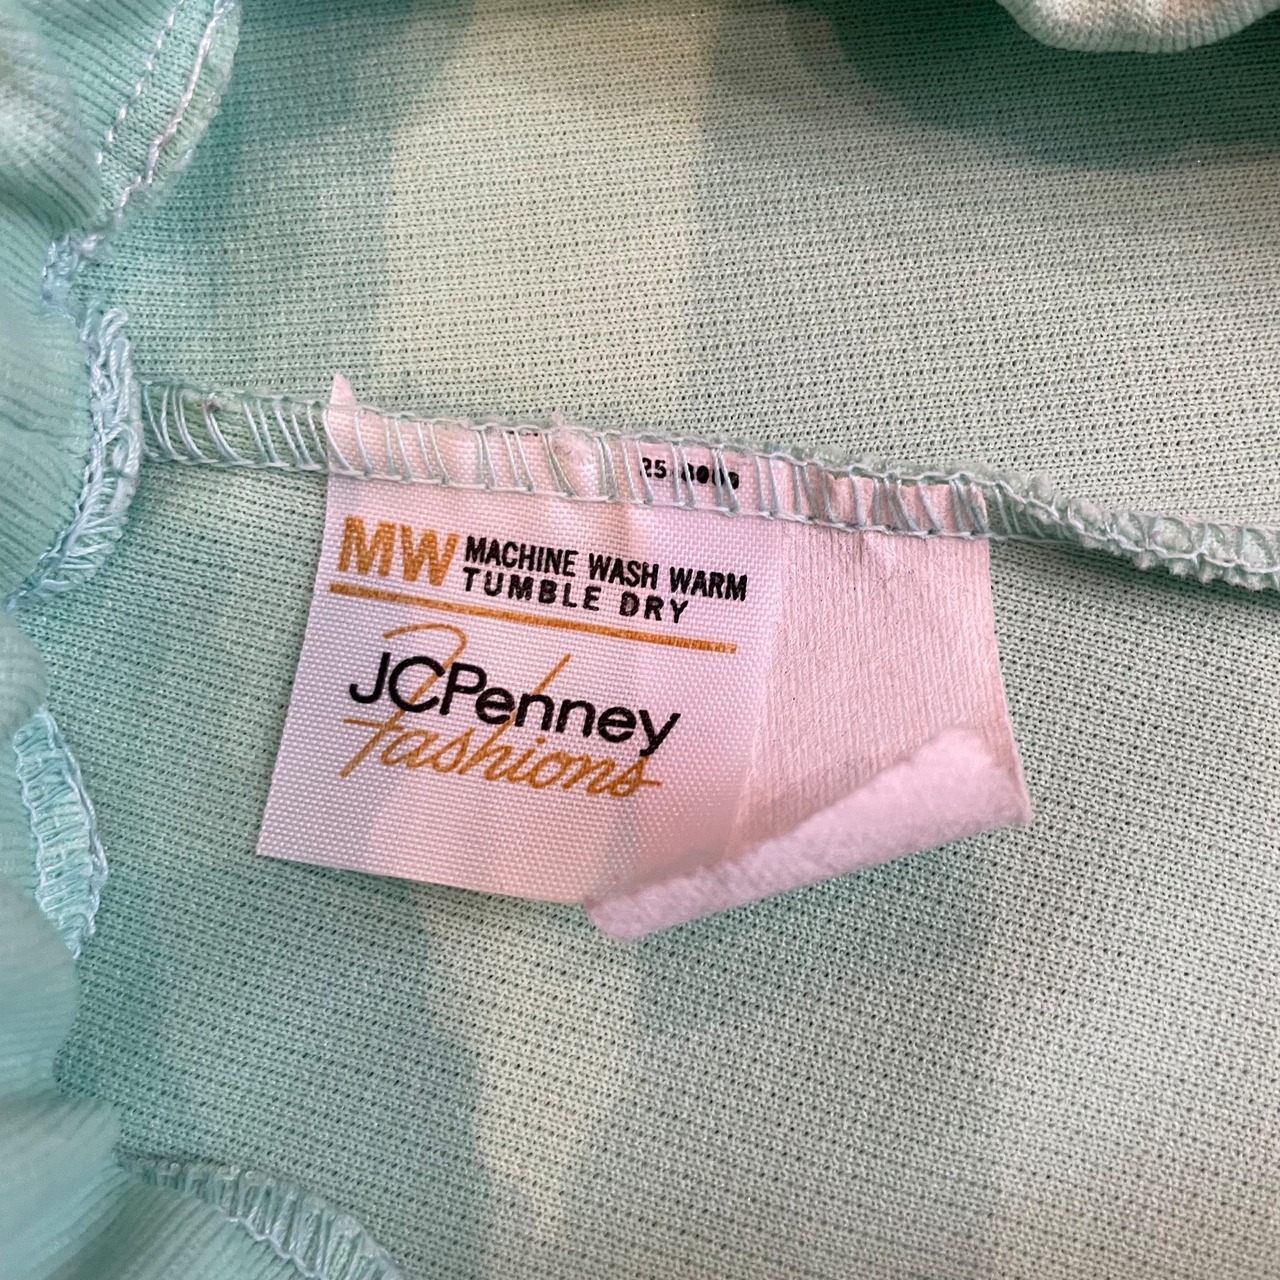 MW MACHINE WASH WARM
TUMBLE DRY
JCPenney
fashions